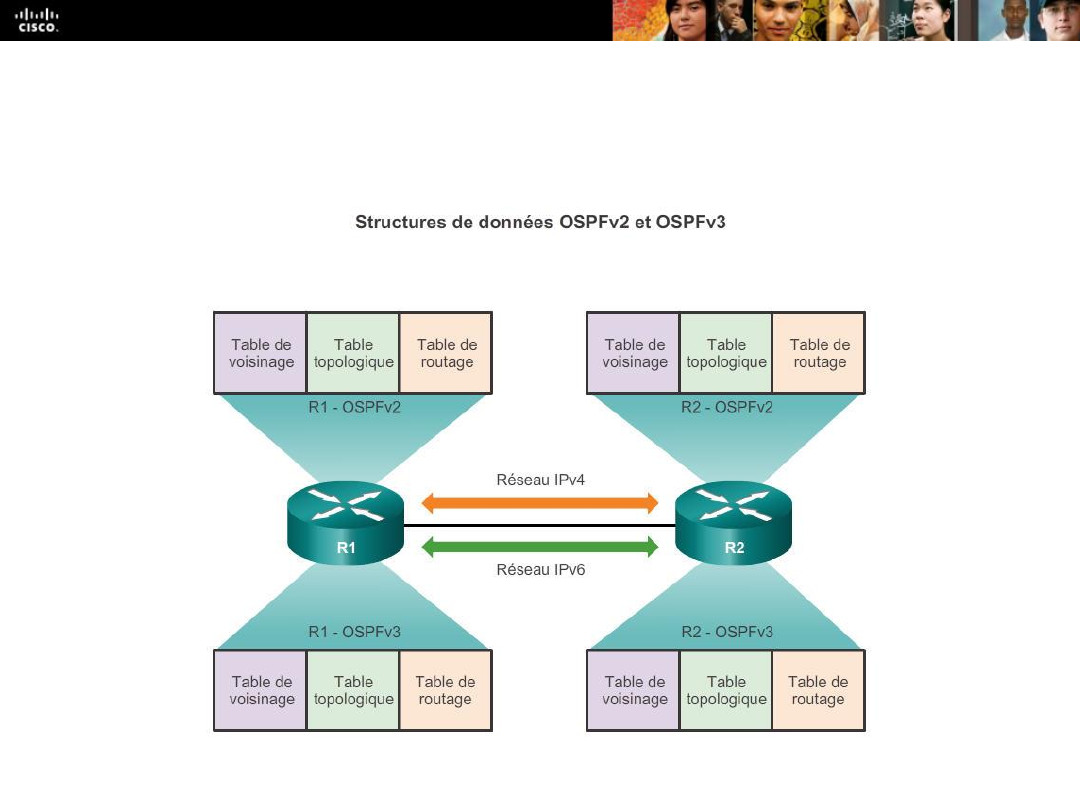 CISCO.
Structures de données OSPFv2 et OSPFv3
Table de
voisinage
Table
topologique
Table de
routage
R1 - OSPFv2
Table de
voisinage
Table
topologique
Table de
routage
R2 - OSPFv2
Réseau IPv4
R1
R2
Réseau IPv6
R1 - OSPFv3
Table de
voisinage
Table
topologique
Table de
routage
R2 - OSPFv3
Table de
voisinage
Table
topologique
Table de
routage